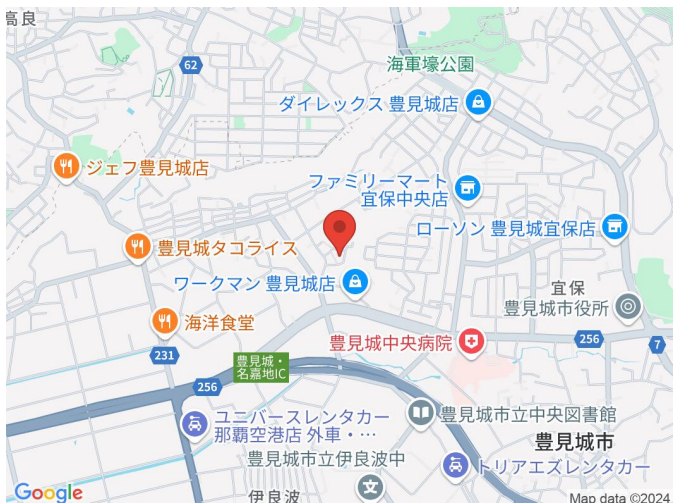 高良
62
海軍壕公園
ダイレックス 豊見城店
ジェフ豊見城店
ファミリーマート
宜保中央店
ローソン 豊見城宜保店
豊見城タコライス
ワークマン 豊見城店
宜保
豊見城市役所
海洋食堂
豊見城中央病院
256
7
231
豊見城・
名嘉地IC
256
ユニバースレンタカー
那覇空港店 外車・…
豊見城市立中央図書館
豊見城市
豊見城市立伊良波中
トリアエズレンタカー
伊良波
Google
Map data ©2024